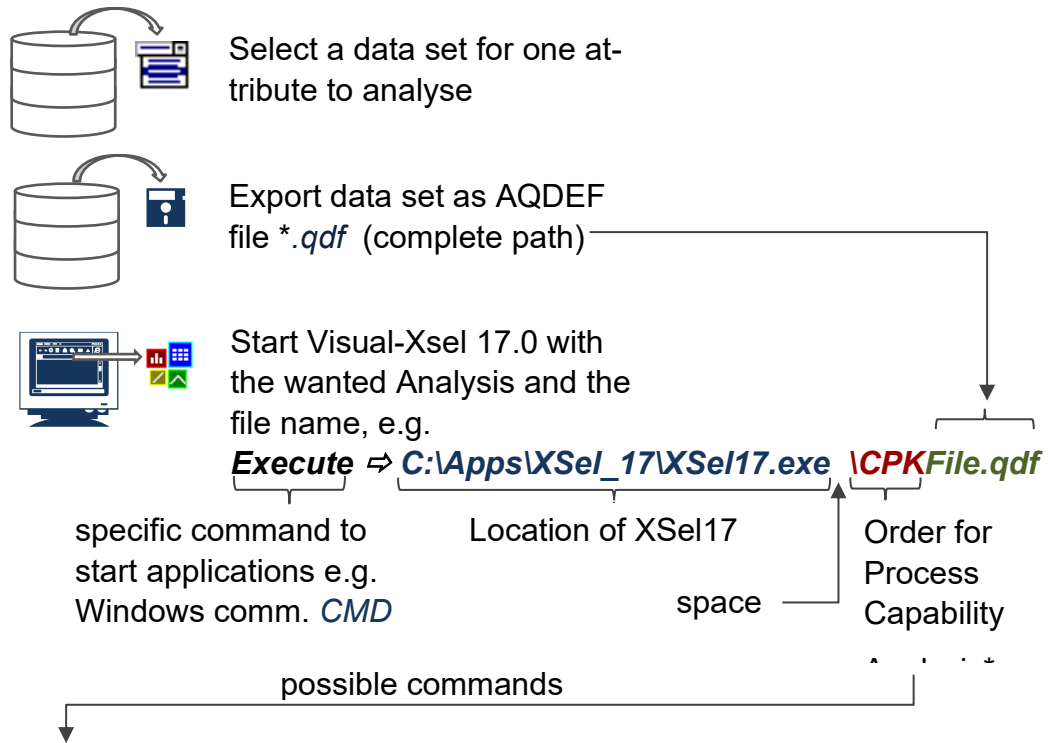 Select a data set for one at-
tribute to analyse
Export data set as AQDEF
file *.qdf (complete path)
Start Visual-Xsel 17.0 with
the wanted Analysis and the
file name, e.g.
Execute ⇨ C:\Apps\XSel_17\XSel17.exe \CPKFile.qdf
specific command to
start applications e.g.
Windows comm. CMD
Location of XSel17
space
Order for
Process
Capability
possible commands